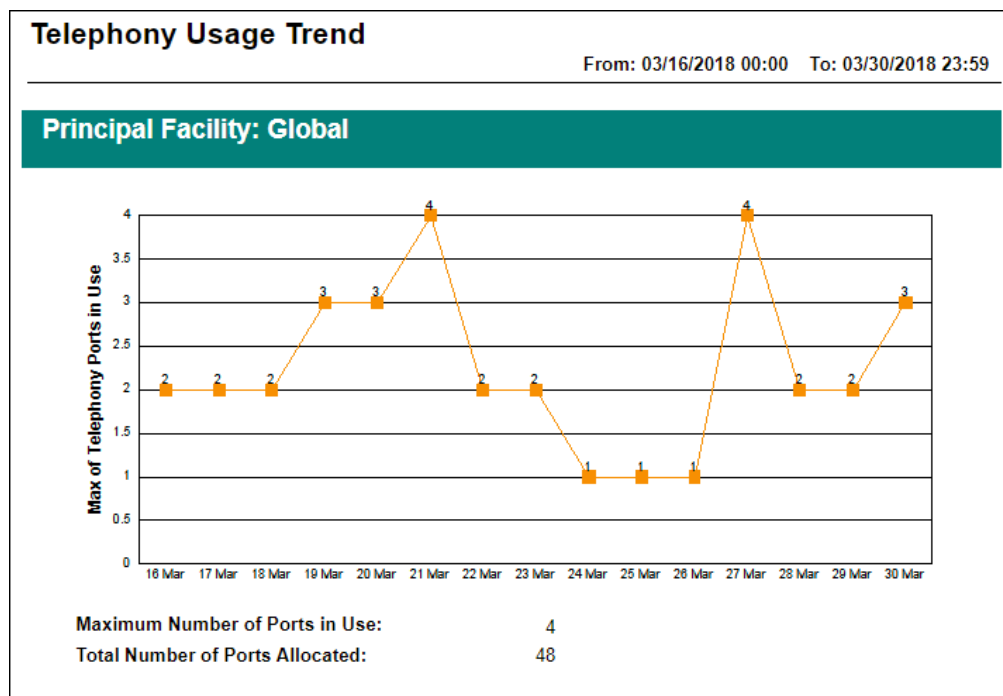 Telephony Usage Trend
From: 03/16/2018 00:00 To: 03/30/2018 23:59
Principal Facility: Global
Max of Telephony Ports in Use
4
3.5
3
2.5
2
1.5
1
0.5
0
2 2 2 3 3 4 2 2 1 1 1 4 2 2 3
16 Mar 17 Mar 18 Mar 19 Mar 20 Mar 21 Mar 22 Mar 23 Mar 24 Mar 25 Mar 26 Mar 27 Mar 28 Mar 29 Mar 30 Mar
Maximum Number of Ports in Use: 4
Total Number of Ports Allocated: 48